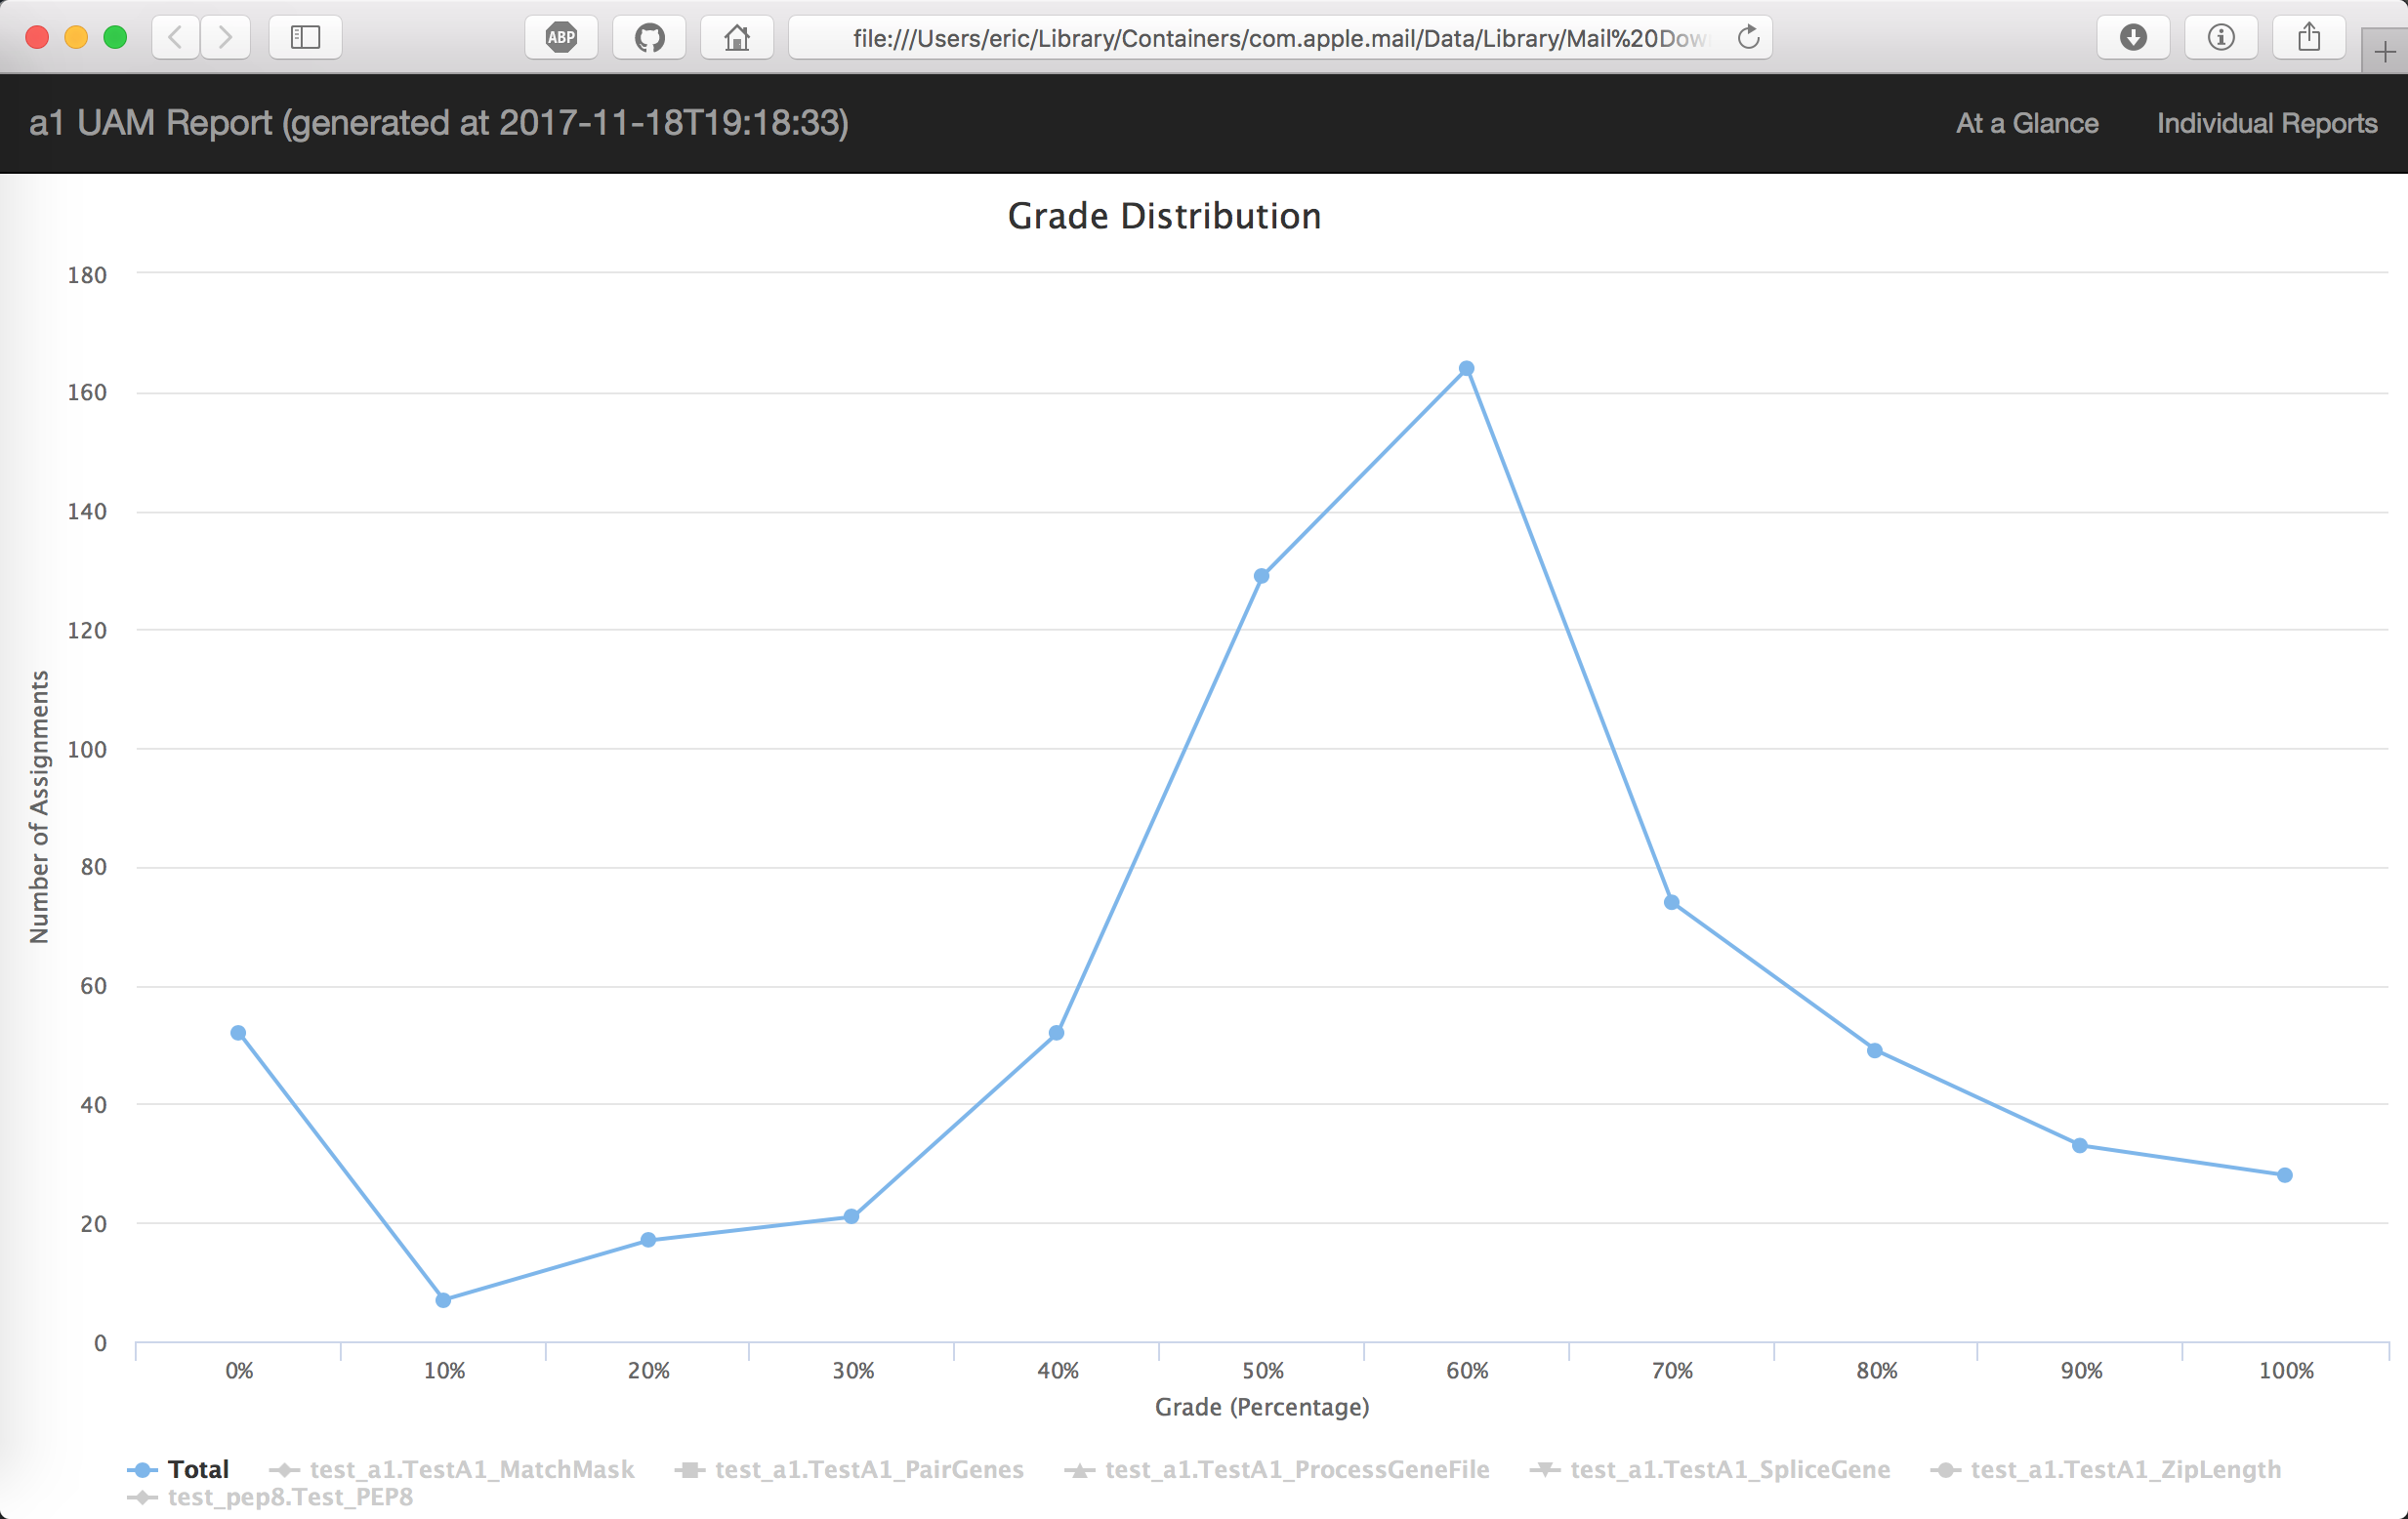 ABP
file:///Users/eric/Library/Containers/com.apple.mail/Data/Library/Mail%20Dow
a1 UAM Report (generated at 2017-11-18T19:18:33)
At a Glance
Individual Reports
Grade Distribution
180
160
140
120
100
80
60
40
20
0
Number of Assignments
0% 10% 20% 30% 40% 50% 60% 70% 80% 90% 100%
Grade (Percentage)
Total test_a1.TestA1_MatchMask test_a1.TestA1_PairGenes test_a1.TestA1_ProcessGeneFile test_a1.TestA1_SpliceGene test_a1.TestA1_ZipLength
test_pep8.Test_PEP8